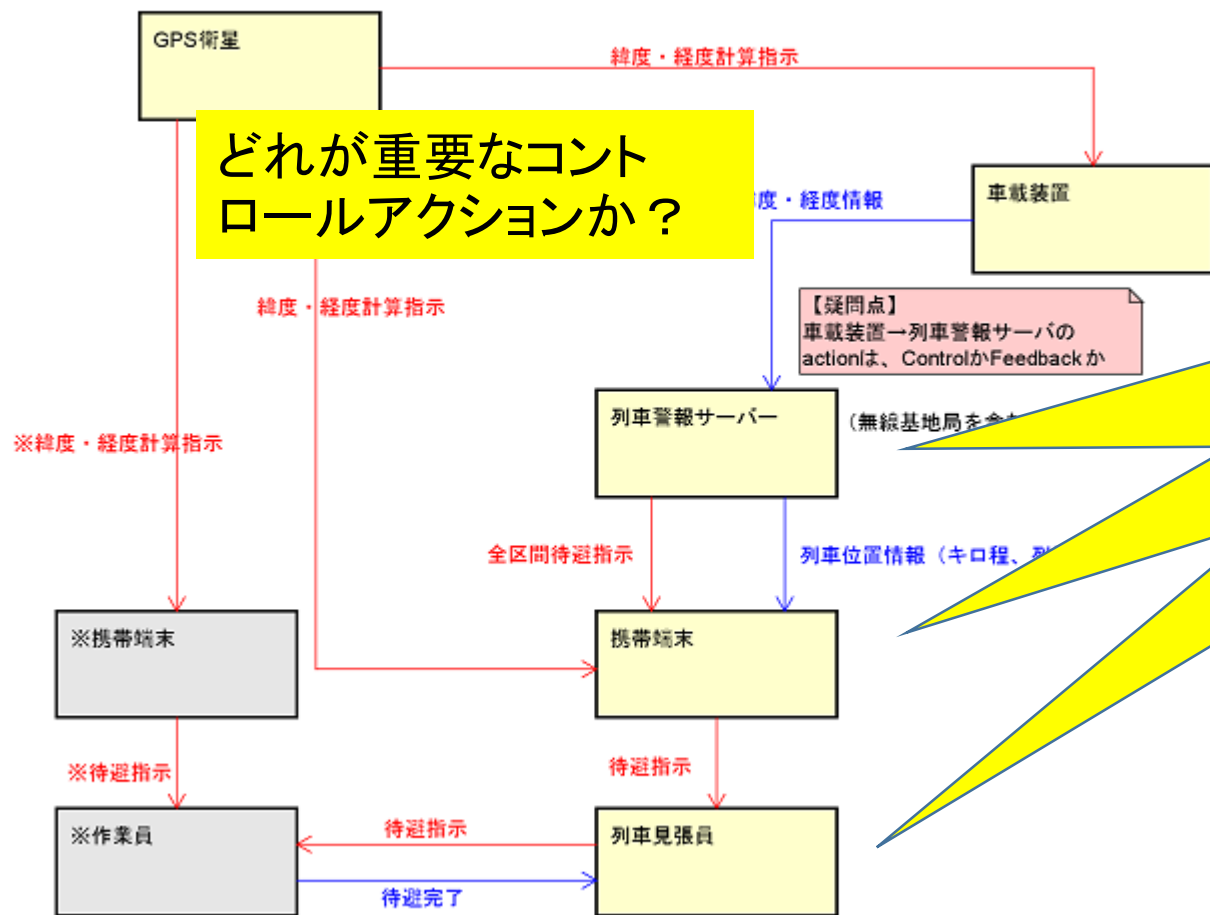 GPS衛星
緯度・経度計算指示
どれが重要なコント
ロールアクションか？
度・経度情報
車載装置
緯度・経度計算指示
【疑問点】
車載装置→列車警報サーバの
actionは、ControlかFeedbackか
列車警報サーバー
（無線基地局を
※緯度・経度計算指示
全区間待避指示
列車位置情報（キロ程、
※携帯端末
携帯端末
※待避指示
待避指示
※作業員
待避指示
列車見張員
待避完了